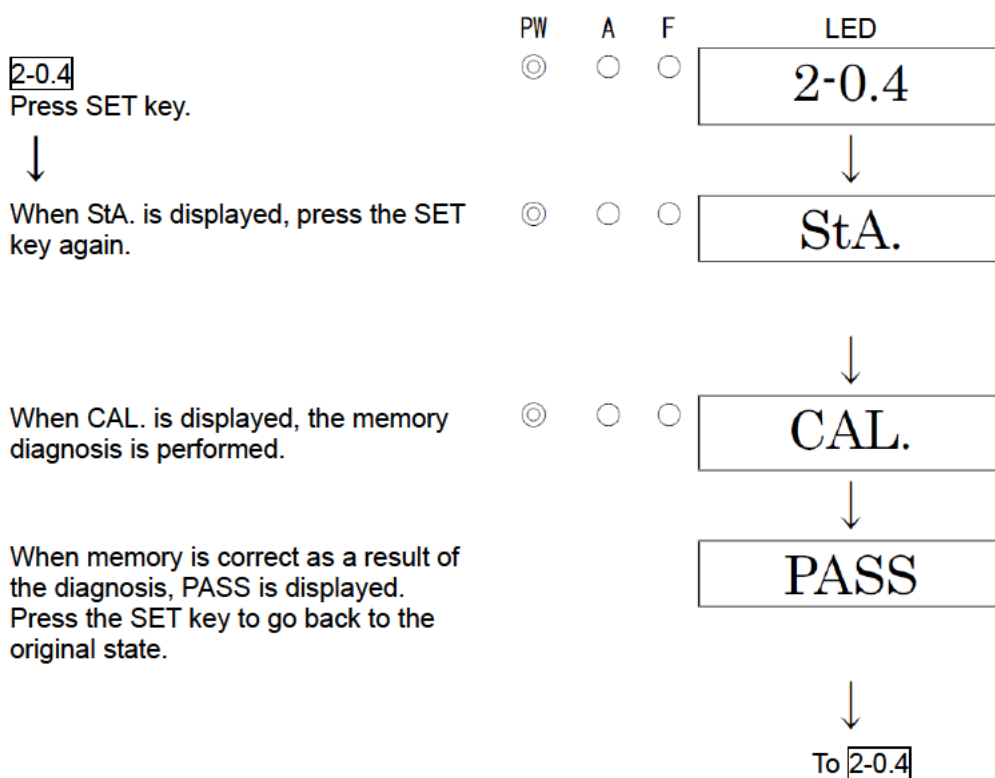 PW A F LED
2-0.4
Press SET key.
2-0.4
When StA. is displayed, press the SET
key again.
StA.
When CAL. is displayed, the memory
diagnosis is performed.
CAL.
When memory is correct as a result of
the diagnosis, PASS is displayed.
Press the SET key to go back to the
original state.
PASS
To 2-0.4